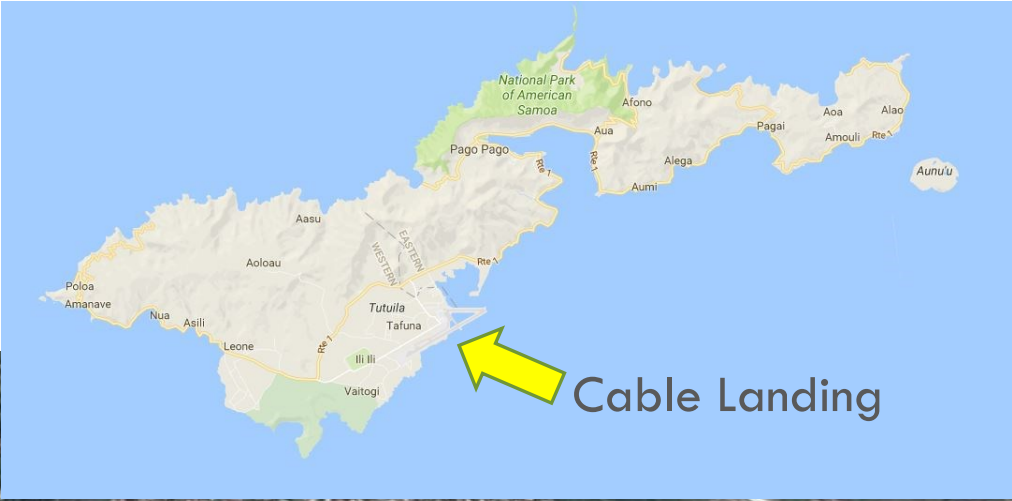 National Park
of American
Samoa
Afono
Aua
Pago Pago
Rte 1
Rte 1
Alega
Aumi
Pagai
Aoa
Alao
Amouli
Rte 1
Aunu'u
Aasu
EASTERN
WESTERN
Rte 1
Aoloau
Poloa
Amanave
Nua
Asili
Leone
Tutuila
Tafuna
Rte 1
Ili Ili
Vaitogi
Cable Landing